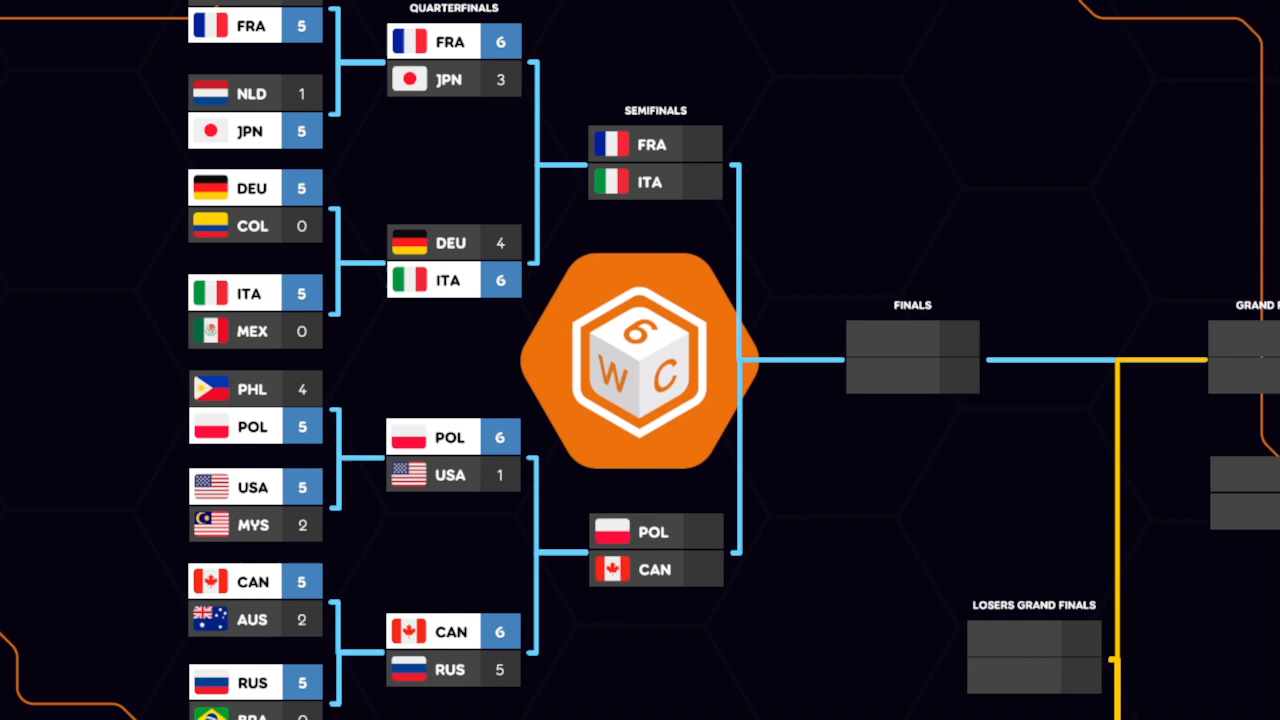 FRA 5
NLD 1
JPN 5
DEU 5
COL 0
ITA 5
MEX 0
PHL 4
POL 5
USA 5
MYS 2
CAN 5
AUS 2
RUS 5
QUARTERFINALS
FRA 6
JPN 3
DEU 4
ITA 6
POL 6
USA 1
CAN 6
RUS 5
SEMIFINALS
FRA
ITA
6
W C
POL
CAN
FINALS
GRAND
LOSERS GRAND FINALS